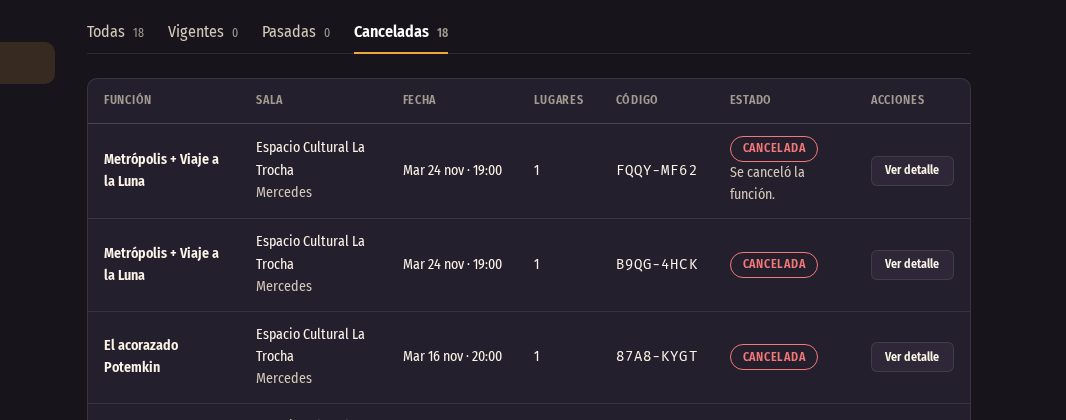 Todas 18 Vigentes 0 Pasadas 0 Canceladas 18
FUNCIÓN SALA FECHA LUGARES CÓDIGO ESTADO ACCIONES
Metrópolis + Viaje a
la Luna
Espacio Cultural La
Trocha
Mercedes
Mar 24 nov · 19:00
1
FQQY-MF62
CANCELADA
Se canceló la
función.
Ver detalle
Metrópolis + Viaje a
la Luna
Espacio Cultural La
Trocha
Mercedes
Mar 24 nov · 19:00
1
B9QG-4HCK
CANCELADA
Ver detalle
El acorazado
Potemkin
Espacio Cultural La
Trocha
Mercedes
Mar 16 nov · 20:00
1
87A8-KYGT
CANCELADA
Ver detalle